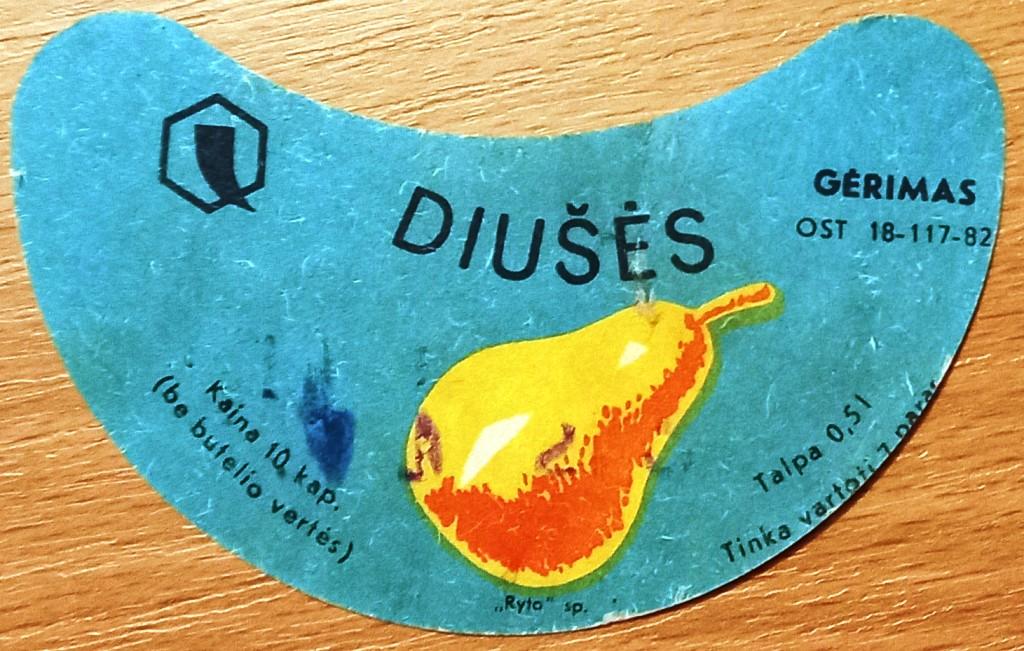 DIUŠĖS
GĖRIMAS
OST 18-117-82
Kaina 10 kap.
(be butelio vertės)
Talpa 0,5 l
Tinka vartoti 7 paras
„Ryto" sp.